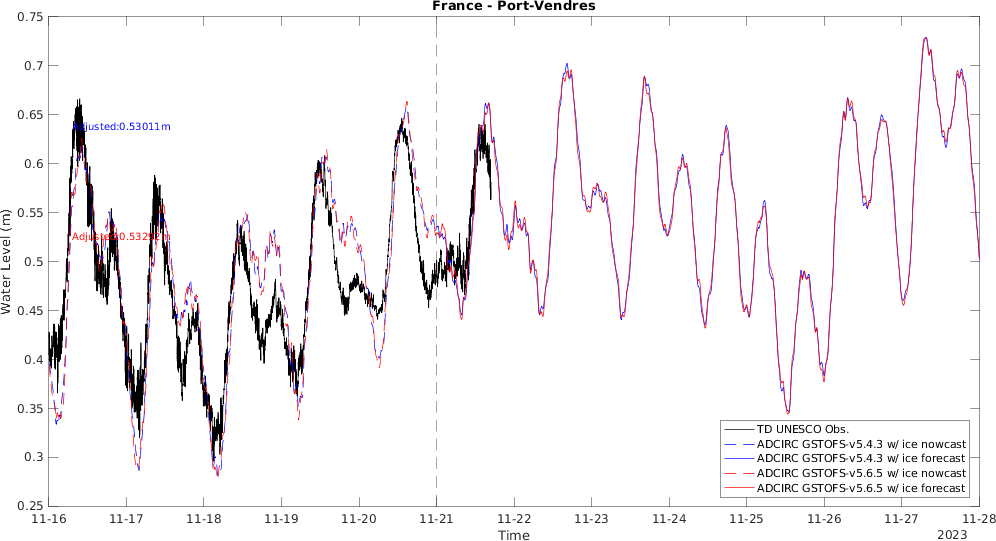 France - Port-Vendres
0.75
0.7
0.65
0.6
0.55
0.5
0.45
0.4
0.35
0.3
0.25
Water Level (m)
Adjusted:0.53011m
TD UNESCO Obs.
ADCIRC GSTOFS-v5.4.3 w/ ice nowcast
ADCIRC GSTOFS-v5.4.3 w/ ice forecast
ADCIRC GSTOFS-v5.6.5 w/ ice nowcast
ADCIRC GSTOFS-v5.6.5 w/ ice forecast
11-16 11-17 11-18 11-19 11-20 11-21 11-22 11-23 11-24 11-25 11-26 11-27 11-28
Time
2023